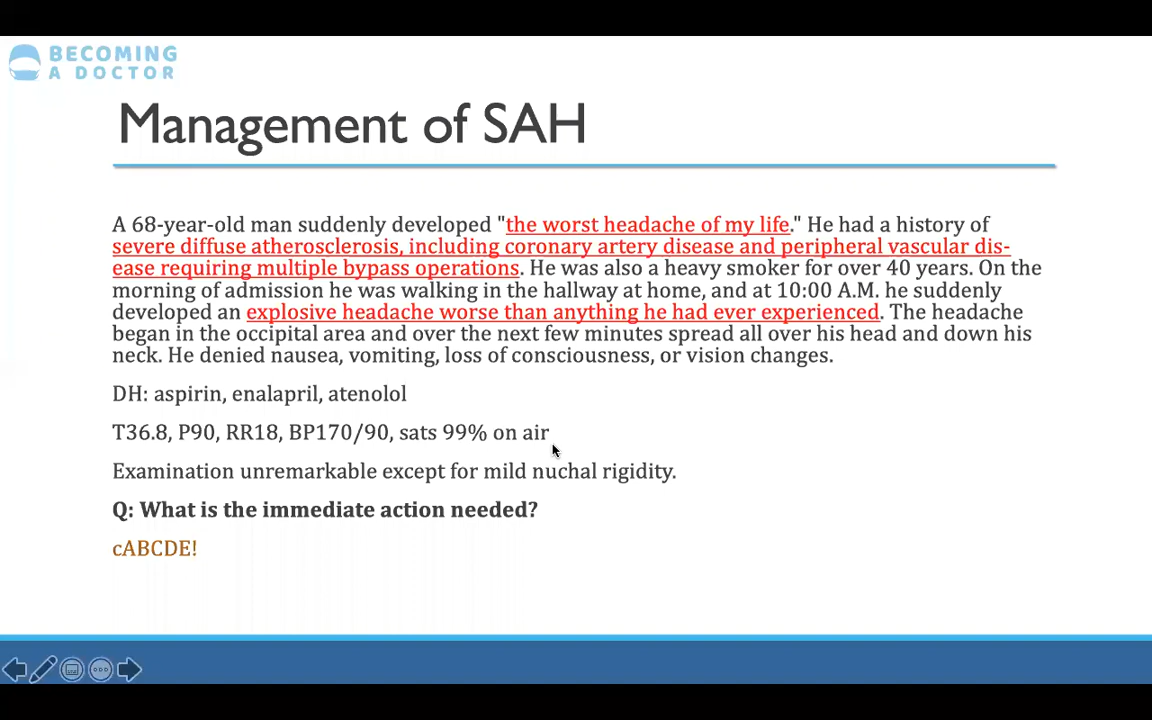 BECOMING
A DOCTOR
Management of SAH
A 68-year-old man suddenly developed "the worst headache of my life." He had a history of
severe diffuse atherosclerosis, including coronary artery disease and peripheral vascular dis-
ease requiring multiple bypass operations. He was also a heavy smoker for over 40 years. On the
morning of admission he was walking in the hallway at home, and at 10:00 A.M. he suddenly
developed an explosive headache worse than anything he had ever experienced. The headache
began in the occipital area and over the next few minutes spread all over his head and down his
neck. He denied nausea, vomiting, loss of consciousness, or vision changes.
DH: aspirin, enalapril, atenolol
T36.8, P90, RR18, BP170/90, sats 99% on air
Examination unremarkable except for mild nuchal rigidity.
Q: What is the immediate action needed?
cABCDE!